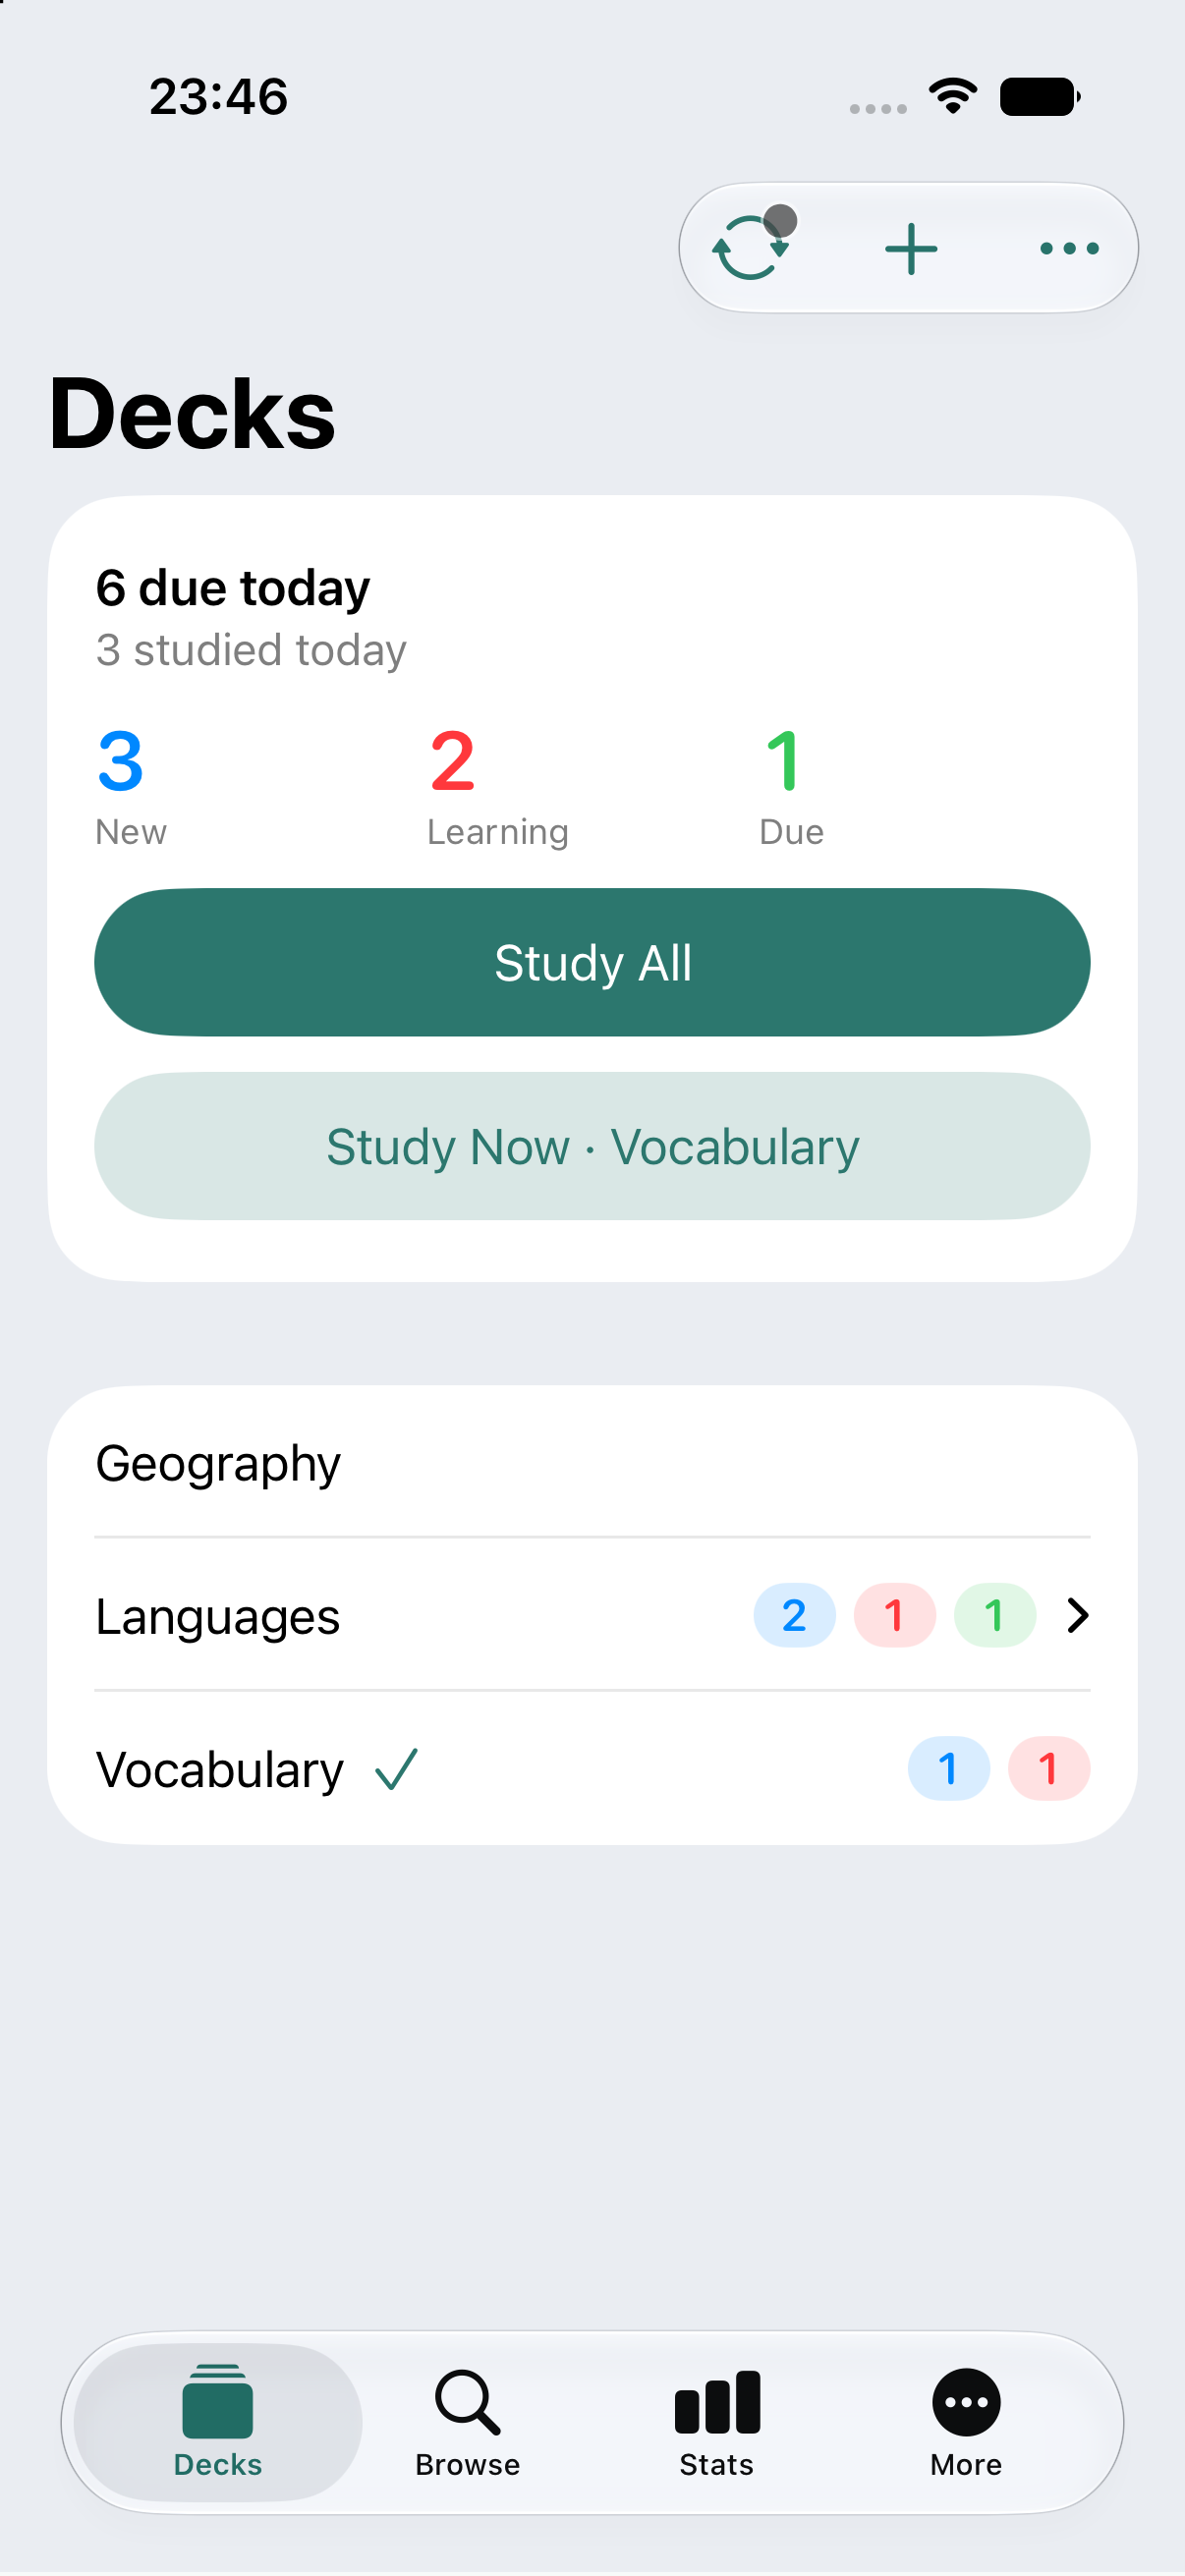 23:46
Decks
6 due today
3 studied today
3 2 1
New Learning Due
Study All
Study Now · Vocabulary
Geography
Languages 2 1 1
Vocabulary 1 1
Decks Browse Stats More